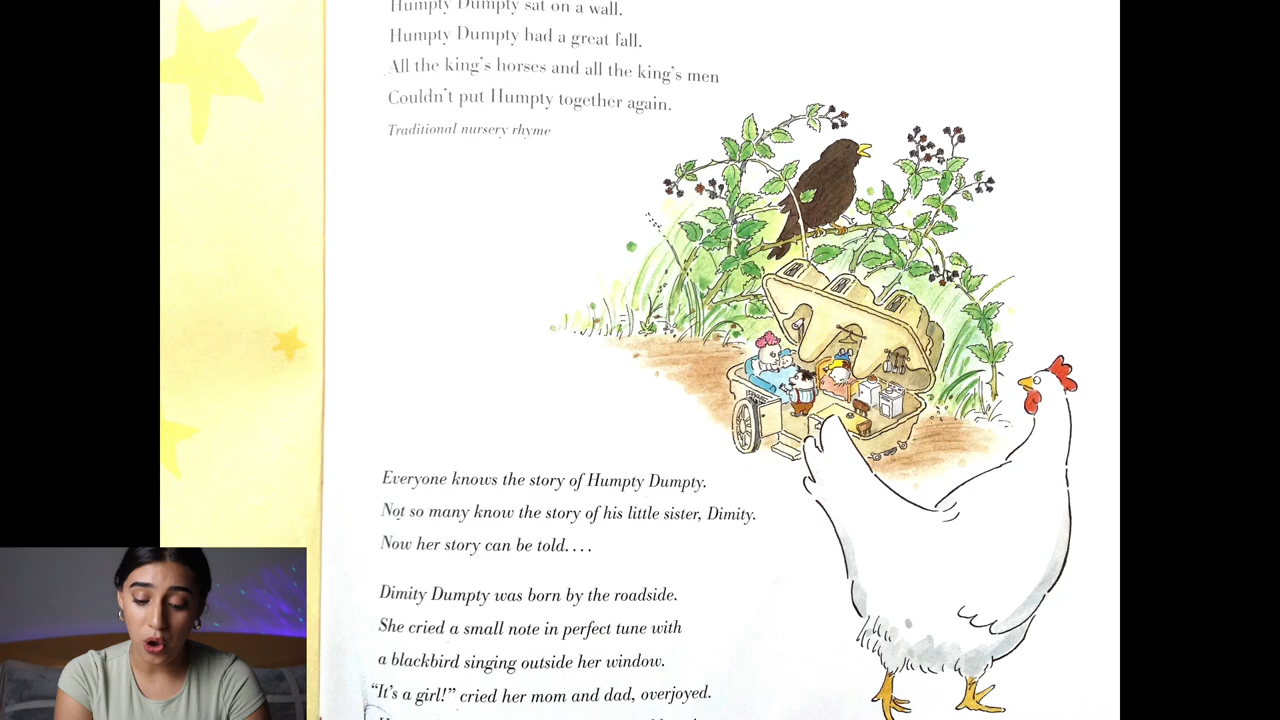 Humpty Dumpty sat on a wall.
Humpty Dumpty had a great fall.
All the king's horses and all the king's men
Couldn't put Humpty together again.
Traditional nursery rhyme
Everyone knows the story of Humpty Dumpty.
Not so many know the story of his little sister, Dimity.
Now her story can be told....
Dimity Dumpty was born by the roadside.
She cried a small note in perfect tune with
a blackbird singing outside her window.
"It's a girl!" cried her mom and dad, overjoyed.